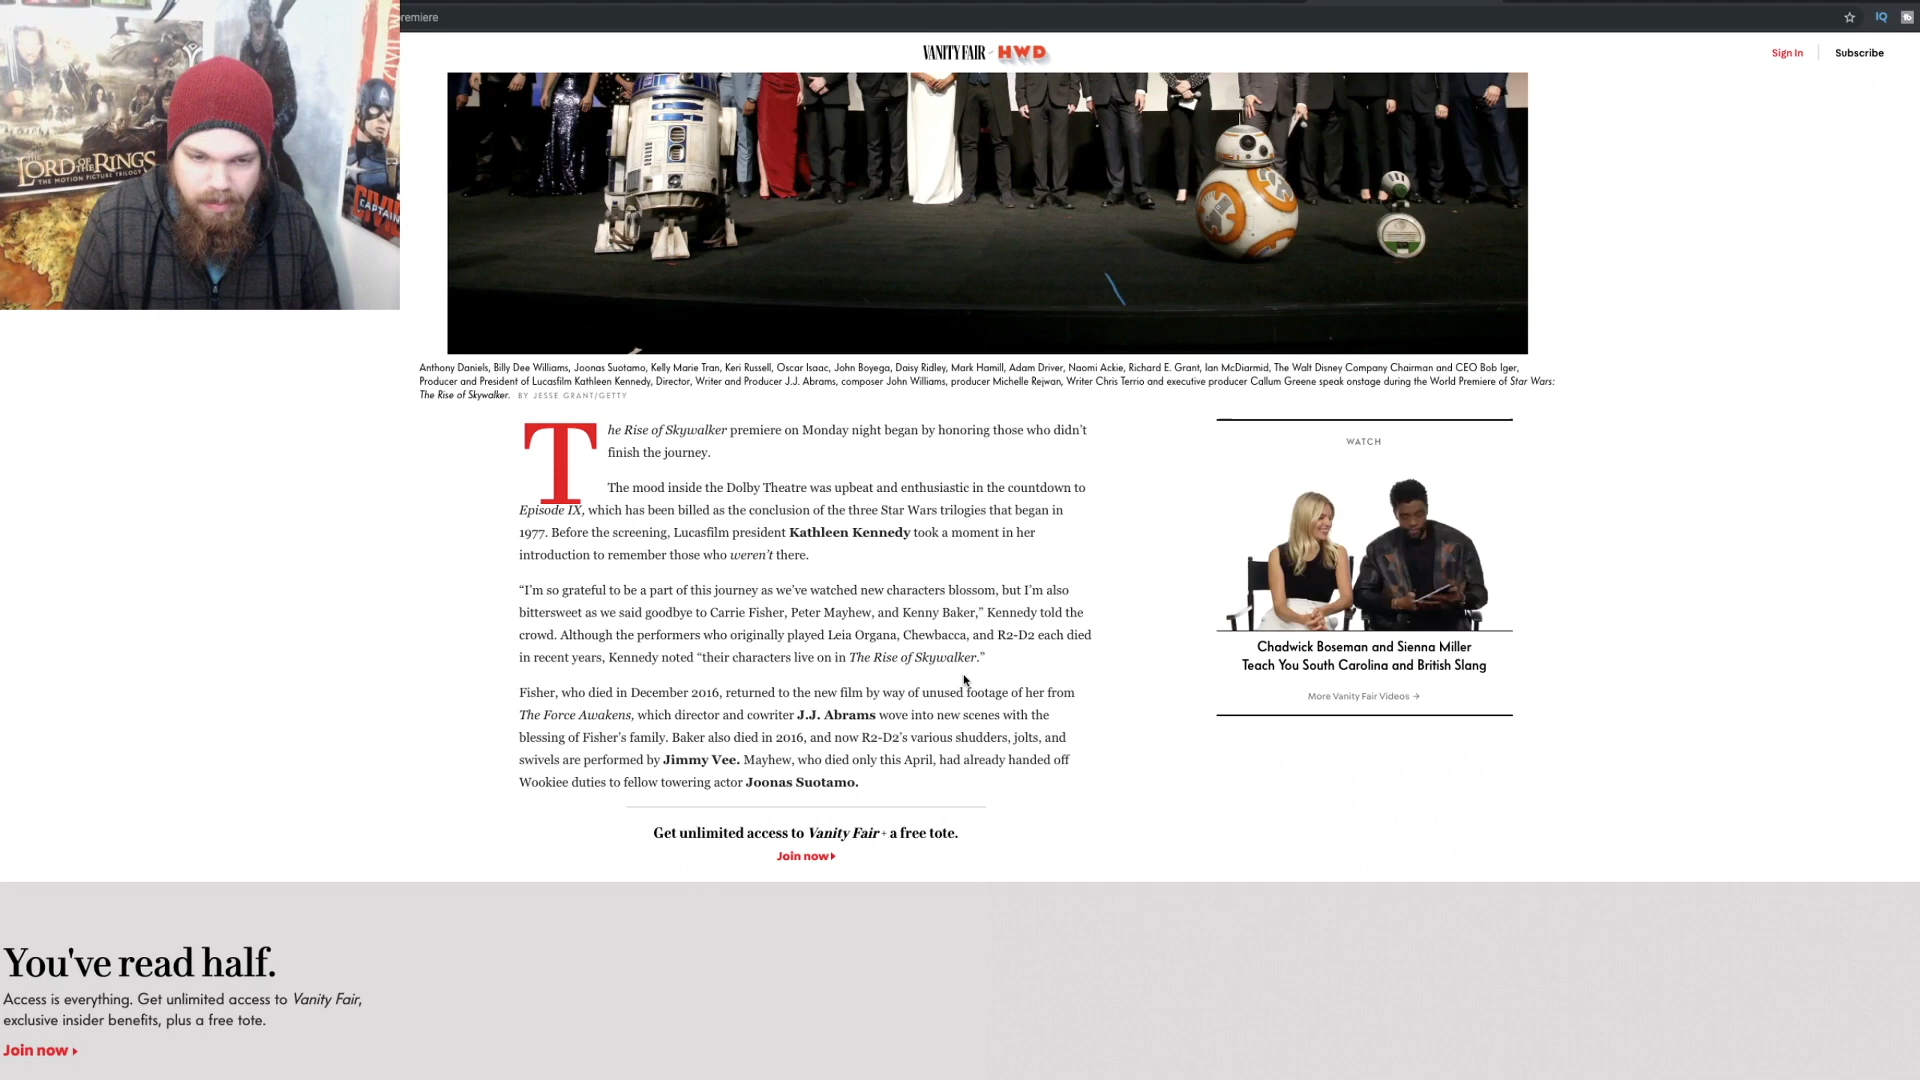 remiere
VANITY FAIR - HWD
Sign In
Subscribe
THE
LORD OF THE RINGS
THE MOTION PICTURE TRILOGY
CAPTAIN
CIVIL
Anthony Daniels, Billy Dee Williams, Joonas Suotamo, Kelly Marie Tran, Keri Russell, Oscar Isaac, John Boyega, Daisy Ridley, Mark Hamill, Adam Driver, Naomi Ackie, Richard E. Grant, Ian McDiarmid, The Walt Disney Company Chairman and CEO Bob Iger,
Producer and President of Lucasfilm Kathleen Kennedy, Director, Writer and Producer J.J. Abrams, composer John Williams, producer Michelle Rejwan, Writer Chris Terrio and executive producer Callum Greene speak onstage during the World Premiere of Star Wars:
The Rise of Skywalker. BY JESSE GRANT/GETTY
The Rise of Skywalker premiere on Monday night began by honoring those who didn't
finish the journey.
The mood inside the Dolby Theatre was upbeat and enthusiastic in the countdown to
Episode IX, which has been billed as the conclusion of the three Star Wars trilogies that began in
1977. Before the screening, Lucasfilm president Kathleen Kennedy took a moment in her
introduction to remember those who weren't there.
“I'm so grateful to be a part of this journey as we've watched new characters blossom, but I'm also
bittersweet as we said goodbye to Carrie Fisher, Peter Mayhew, and Kenny Baker,” Kennedy told the
crowd. Although the performers who originally played Leia Organa, Chewbacca, and R2-D2 each died
in recent years, Kennedy noted “their characters live on in The Rise of Skywalker.”
Fisher, who died in December 2016, returned to the new film by way of unused footage of her from
The Force Awakens, which director and cowriter J.J. Abrams wove into new scenes with the
blessing of Fisher's family. Baker also died in 2016, and now R2-D2's various shudders, jolts, and
swivels are performed by Jimmy Vee. Mayhew, who died only this April, had already handed off
Wookiee duties to fellow towering actor Joonas Suotamo.
Get unlimited access to Vanity Fair + a free tote.
Join now
WATCH
Chadwick Boseman and Sienna Miller
Teach You South Carolina and British Slang
More Vanity Fair Videos →
You've read half.
Access is everything. Get unlimited access to Vanity Fair,
exclusive insider benefits, plus a free tote.
Join now